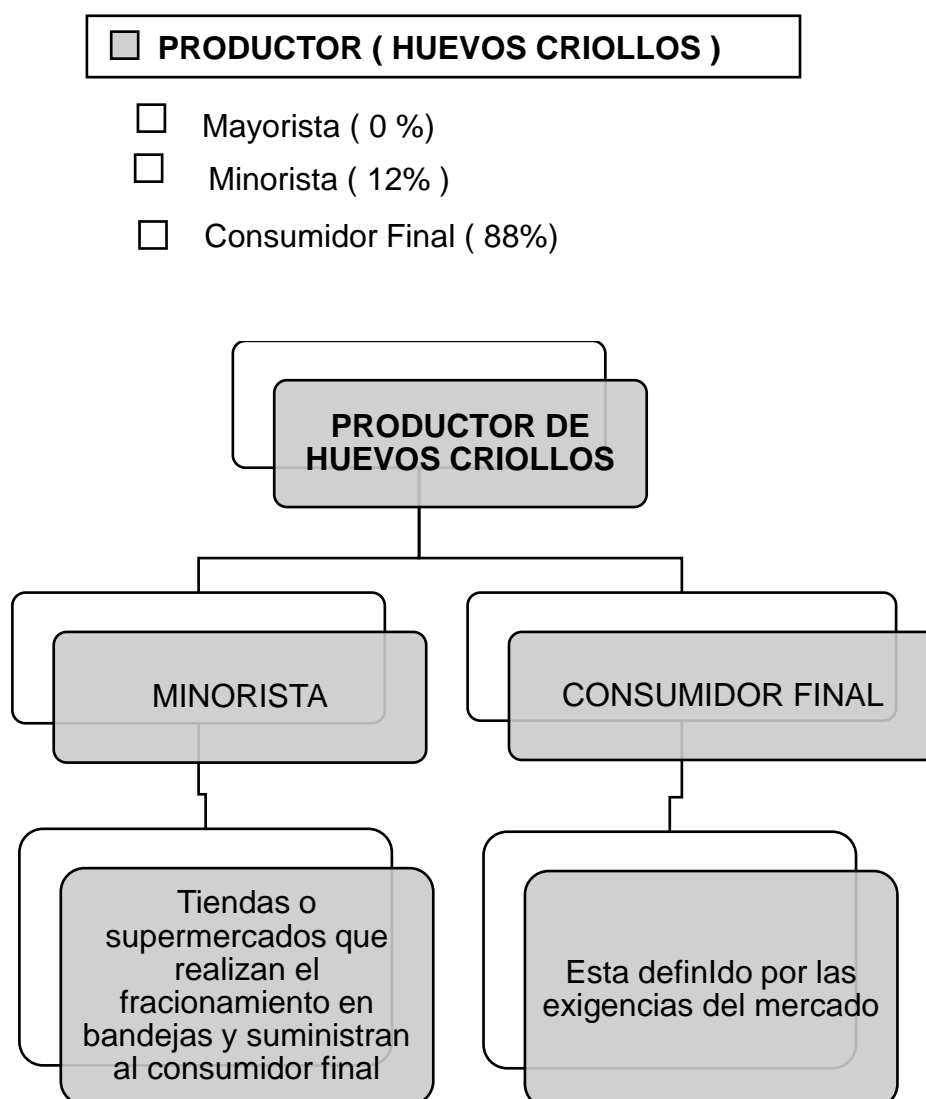 PRODUCTOR ( HUEVOS CRIOLLOS )
Mayorista ( 0 %)
Minorista ( 12% )
Consumidor Final ( 88%)
PRODUCTOR DE
HUEVOS CRIOLLOS
MINORISTA
CONSUMIDOR FINAL
Tiendas o
supermercados que
realizan el
fracionamiento en
bandejas y suministran
al consumidor final
Esta definIdo por las
exigencias del mercado